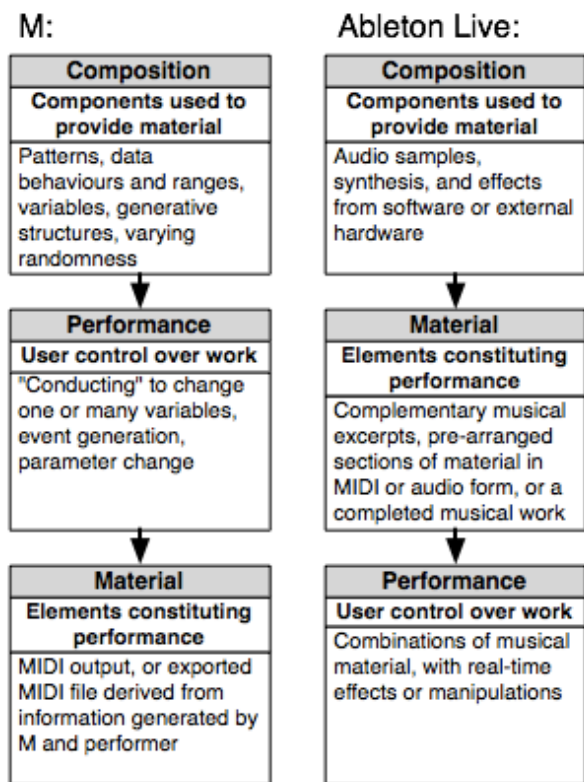 M:
Composition
Components used to
provide material
Patterns, data
behaviours and ranges,
variables, generative
structures, varying
randomness
Performance
User control over work
"Conducting" to change
one or many variables,
event generation,
parameter change
Material
Elements constituting
performance
MIDI output, or exported
MIDI file derived from
information generated by
M and performer
Ableton Live:
Composition
Components used to
provide material
Audio samples,
synthesis, and effects
from software or external
hardware
Material
Elements constituting
performance
Complementary musical
excerpts, pre-arranged
sections of material in
MIDI or audio form, or a
completed musical work
Performance
User control over work
Combinations of musical
material, with real-time
effects or manipulations